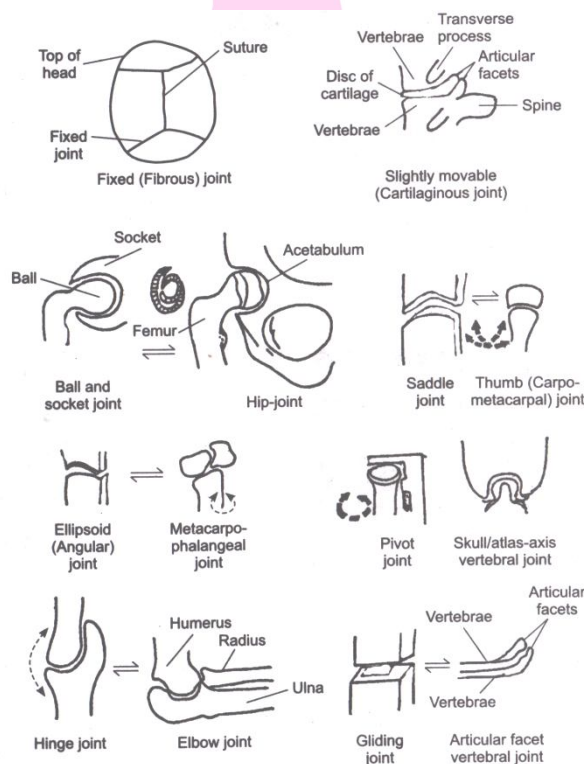 Top of
head
Suture
Fixed
joint
Fixed (Fibrous) joint
Transverse
process
Vertebrae
Articular
facets
Disc of
cartilage
Vertebrae
Spine
Slightly movable
(Cartilaginous joint)
Socket
Ball
Ball and
socket joint
Acetabulum
Femur
Hip-joint
Saddle
joint
Thumb (Carpo-
metacarpal) joint
Ellipsoid
(Angular)
joint
Metacarpo-
phalangeal
joint
Pivot
joint
Skull/atlas-axis
vertebral joint
Hinge joint
Humerus
Radius
Ulna
Elbow joint
Gliding
joint
Articular
facets
Vertebrae
Vertebrae
Articular facet
vertebral joint